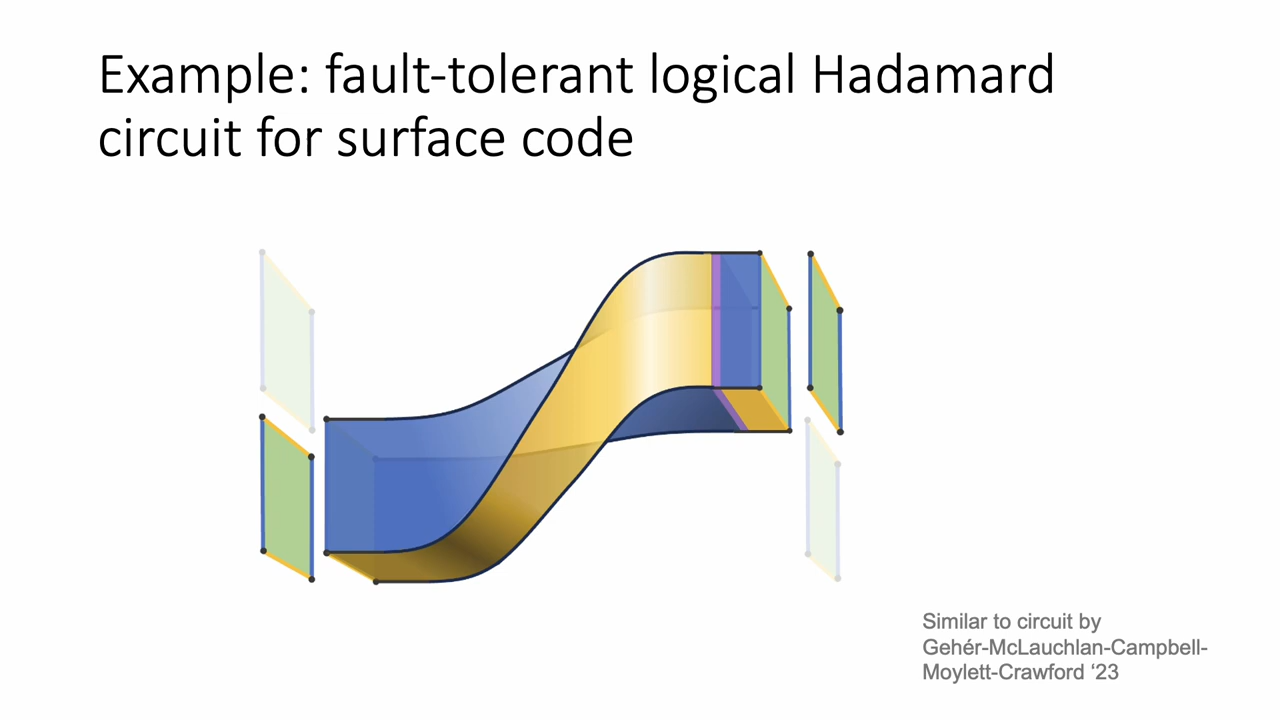 Example: fault-tolerant logical Hadamard
circuit for surface code
Similar to circuit by
Gehér-McLauchlan-Campbell-
Moylett-Crawford ‘23